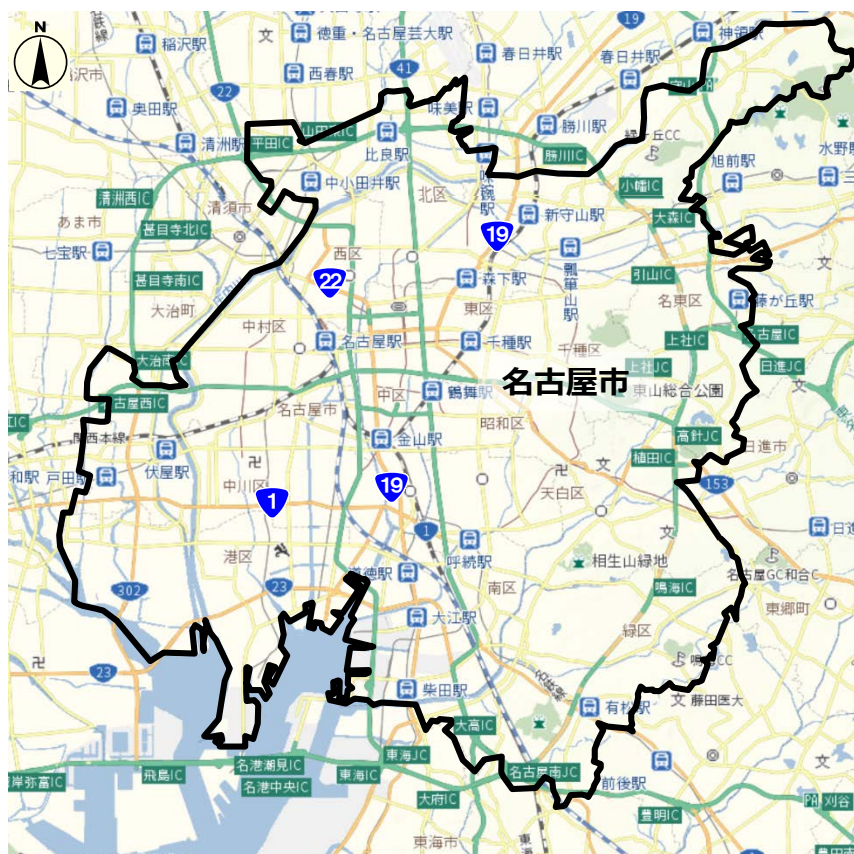 N
稲沢駅
徳重・名古屋芸大駅
19
神領駅
文
春日井駅
春日井駅
西春駅
41
22
奥田駅
味美駅
勝川駅
清洲駅
平田IC
比良駅
勝川IC
旭前駅
水野駅
中小田井駅
小幡IC
清洲西IC
清須市
北区
新守山駅
大森IC
あま市
甚目寺北IC
19
七宝駅
西区
瓢箪山駅
引山IC
甚目寺南IC
22
森下駅
名東区
大治町
東区
藤が丘駅
中村区
名古屋駅
千種駅
千種区
上社IC
日進JC
大治南IC
上社JC
中区
鶴舞駅
名古屋市
東山総合公園
古屋西IC
名古屋市
昭和区
関西本線
金山駅
高針JC
日進市
伏屋駅
植田IC
戸田駅
中川区
19
天白区
153
1
文
1
呼続駅
港区
相生山緑地
道徳駅
名古屋GC和合C
302
23
南区
鳴海IC
東郷町
大江駅
緑区
23
柴田駅
名鉄線
有松駅
文
藤田医大
大高IC
東海JC
名港潮見IC
名古屋南JC
飛島IC
東海IC
前後駅
岸弥富IC
名港中央IC
大府IC
豊明IC
PA
刈谷
東海市